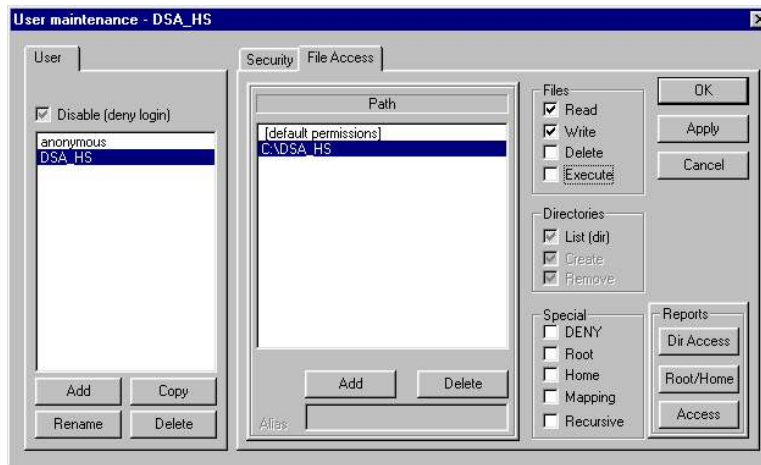 User maintenance - DSA_HS
User
Disable (deny login)
anonymous
DSA_HS
Add
Copy
Rename
Delete
Security
File Access
Path
[default permissions]
C:\DSA_HS
Add
Delete
Alias
Files
Read
Write
Delete
Execute
Directories
List (dir)
Create
Remove
Special
DENY
Root
Home
Mapping
Recursive
OK
Apply
Cancel
Reports
Dir Access
Root/Home
Access